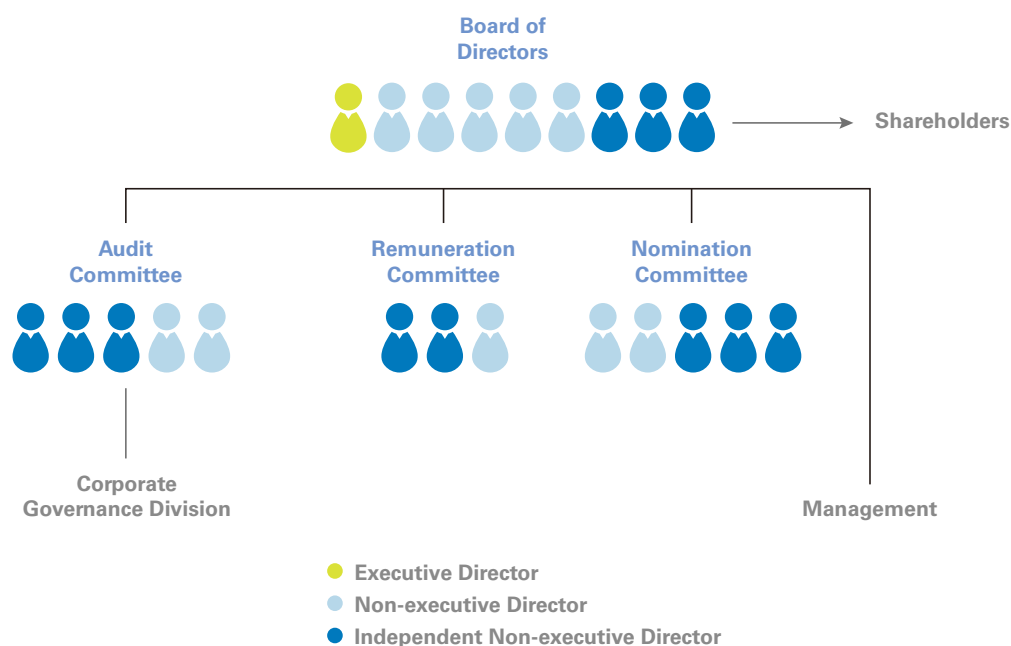 Board of
Directors
Shareholders
Audit
Committee
Remuneration
Committee
Nomination
Committee
Corporate
Governance Division
Management
Executive Director
Non-executive Director
Independent Non-executive Director